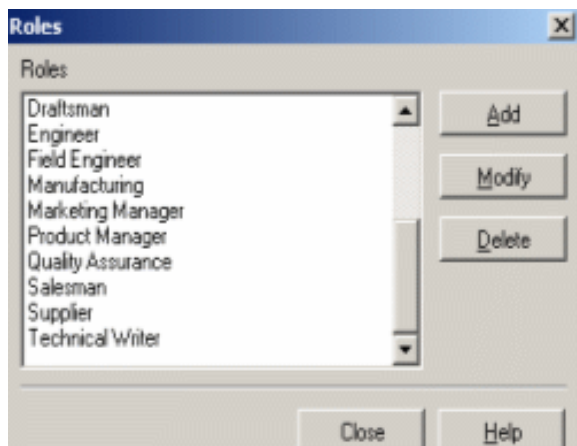 Roles
Roles
Draftsman
Engineer
Field Engineer
Manufacturing
Marketing Manager
Product Manager
Quality Assurance
Salesman
Supplier
Technical Writer
Add
Modify
Delete
Close
Help